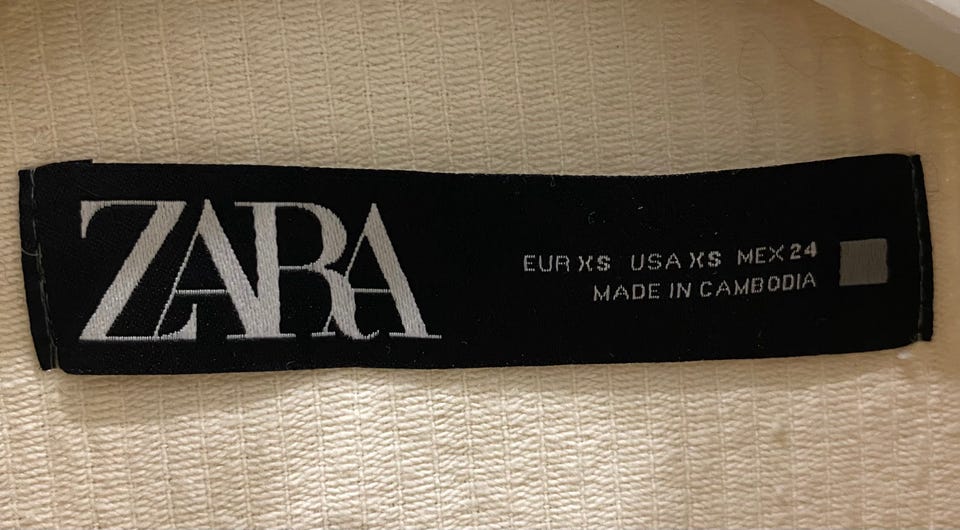 ZARA
EUR XS USA XS MEX 24
MADE IN CAMBODIA